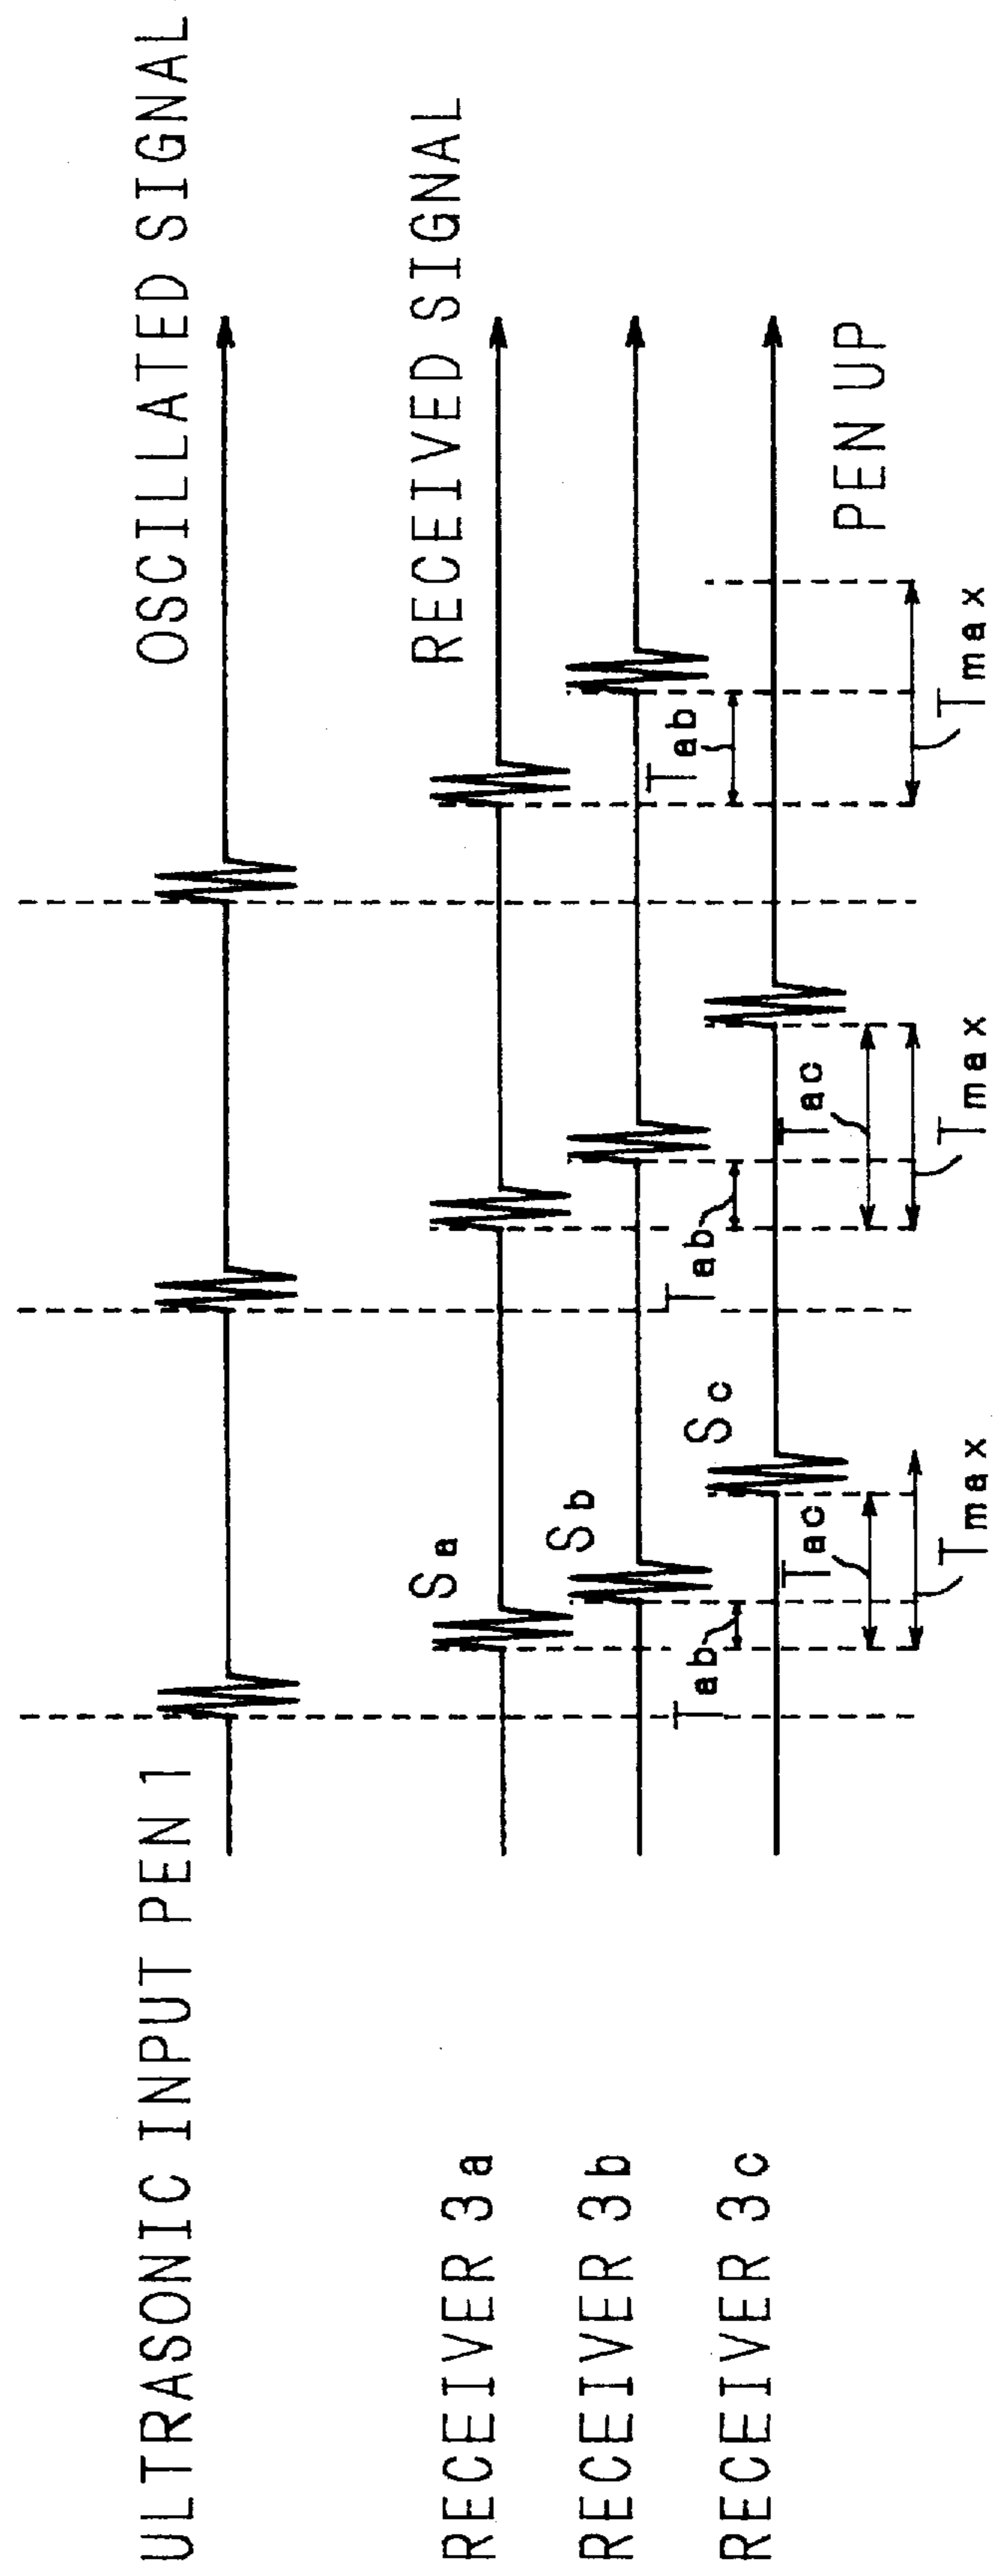 ULTRASONIC INPUT PEN 1
OSCILLATED SIGNAL
RECEIVED SIGNAL
RECEIVER 3a
Sa
RECEIVER 3b
Sb
RECEIVER 3c
Sc
Tab
Tab
Tab
Tac
Tac
PEN UP
Tmax
Tmax
Tmax